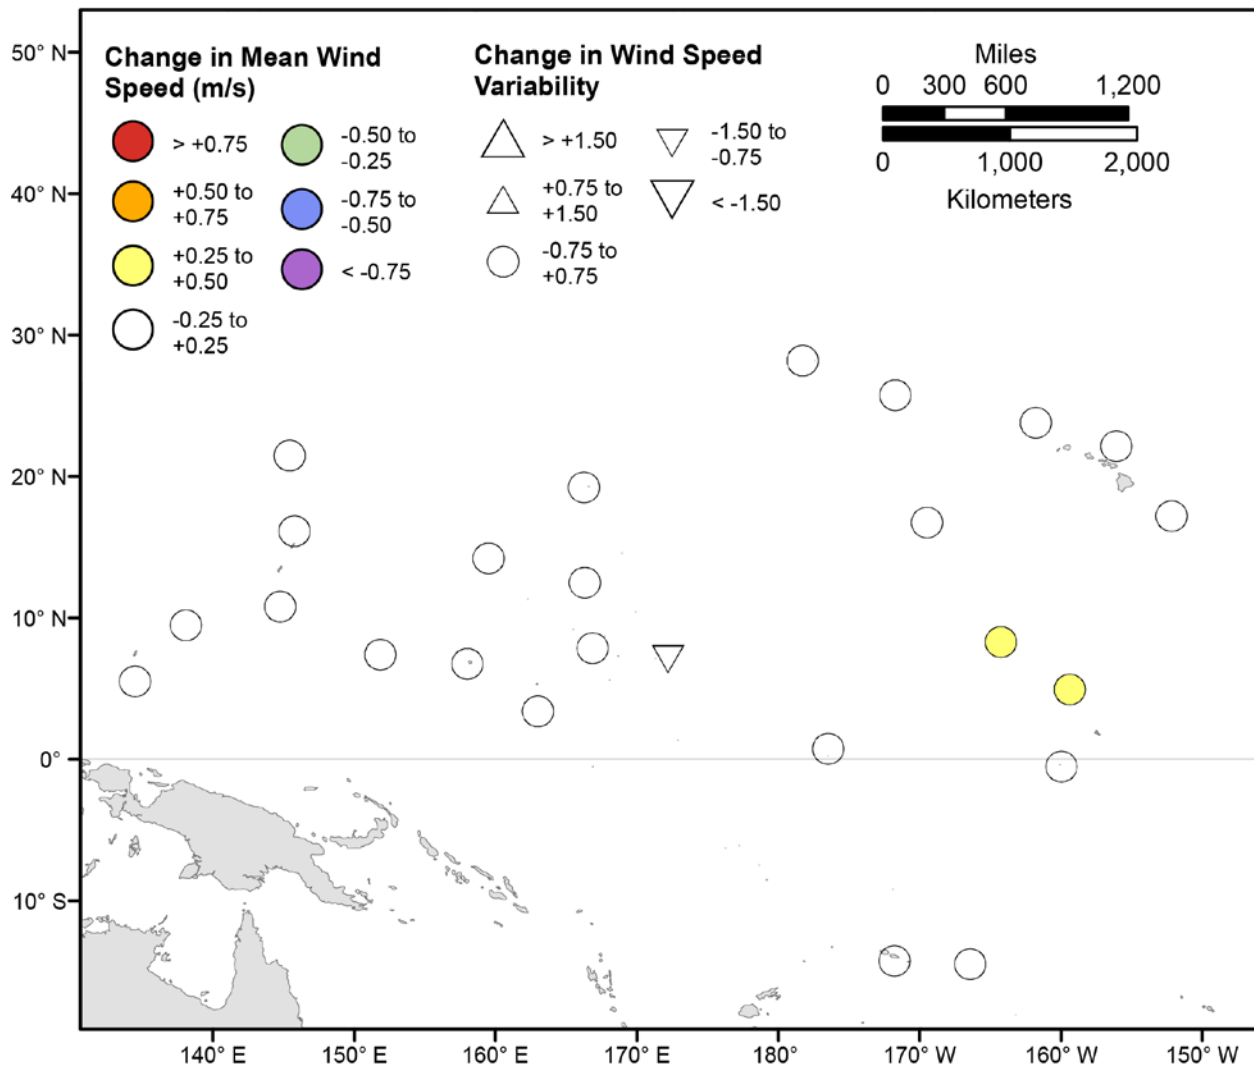 Change in Mean Wind
Speed (m/s)
> +0.75
+0.50 to
+0.75
+0.25 to
+0.50
-0.25 to
+0.25
-0.50 to
-0.25
-0.75 to
-0.50
< -0.75
Change in Wind Speed
Variability
> +1.50
+0.75 to
+1.50
-0.75 to
+0.75
-1.50 to
-0.75
< -1.50
Miles
0 300 600 1,200
0 1,000 2,000
Kilometers
50° N
40° N
30° N
20° N
10° N
0°
10° S
140° E 150° E 160° E 170° E 180° 170° W 160° W 150° W